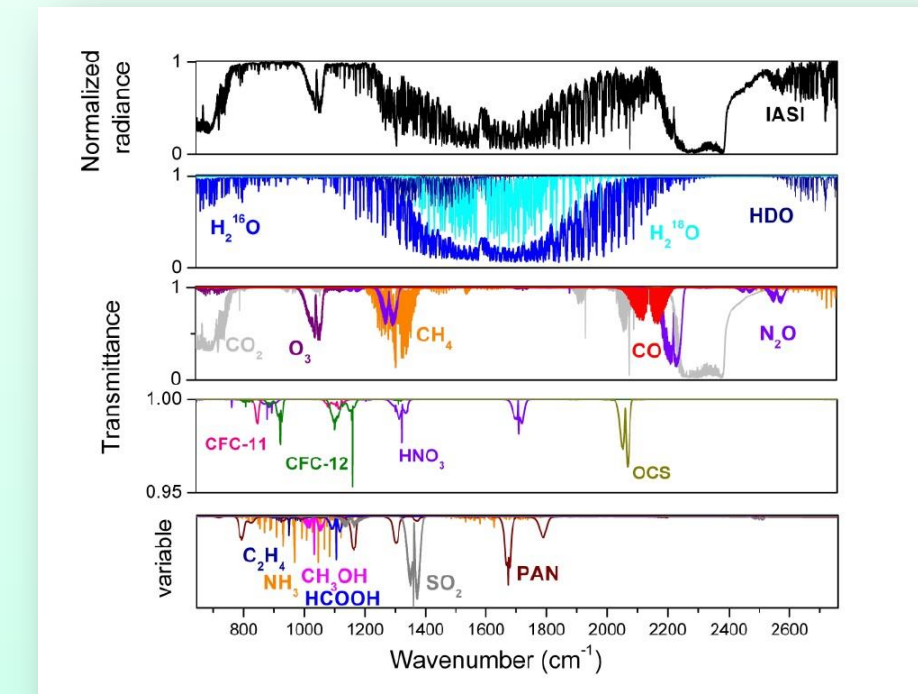 Normalized
radiance
1
0
IASI
1
0
H₂¹⁶O
H₂¹⁸O
HDO
Transmittance
1
0
CO₂
O₃
CH₄
CO
N₂O
1.00
0.95
CFC-11
CFC-12
HNO₃
OCS
variable
C₂H₄
NH₃
CH₃OH
HCOOH
SO₂
PAN
800 1000 1200 1400 1600 1800 2000 2200 2400 2600
Wavenumber (cm⁻¹)